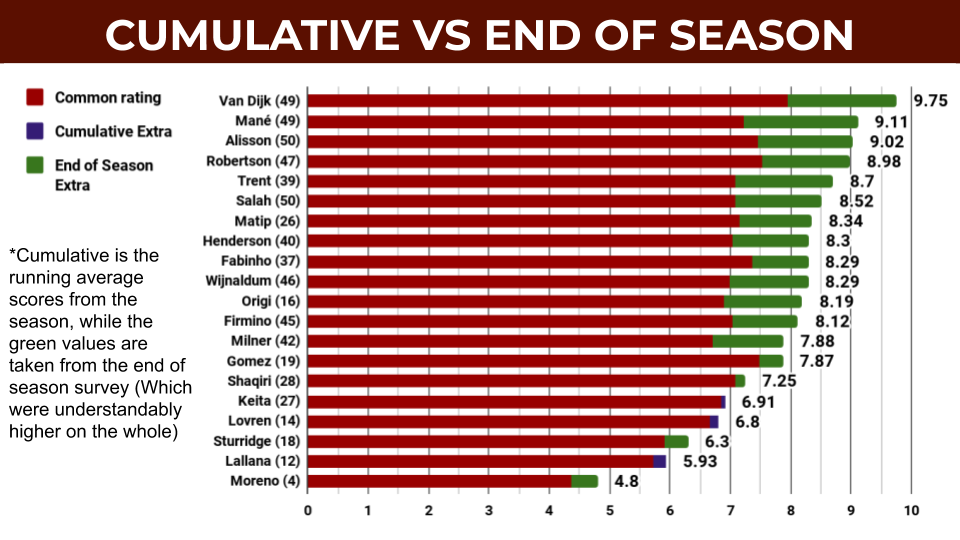 CUMULATIVE VS END OF SEASON
Common rating
Cumulative Extra
End of Season
Extra
*Cumulative is the
running average
scores from the
season, while the
green values are
taken from the end of
season survey (Which
were understandably
higher on the whole)
Van Dijk (49) 9.75
Mané (49) 9.11
Alisson (50) 9.02
Robertson (47) 8.98
Trent (39) 8.7
Salah (50) 8.52
Matip (26) 8.34
Henderson (40) 8.3
Fabinho (37) 8.29
Wijnaldum (46) 8.29
Origi (16) 8.19
Firmino (45) 8.12
Milner (42) 7.88
Gomez (19) 7.87
Shaqiri (28) 7.25
Keita (27) 6.91
Lovren (14) 6.8
Sturridge (18) 6.3
Lallana (12) 5.93
Moreno (4) 4.8
0 1 2 3 4 5 6 7 8 9 10